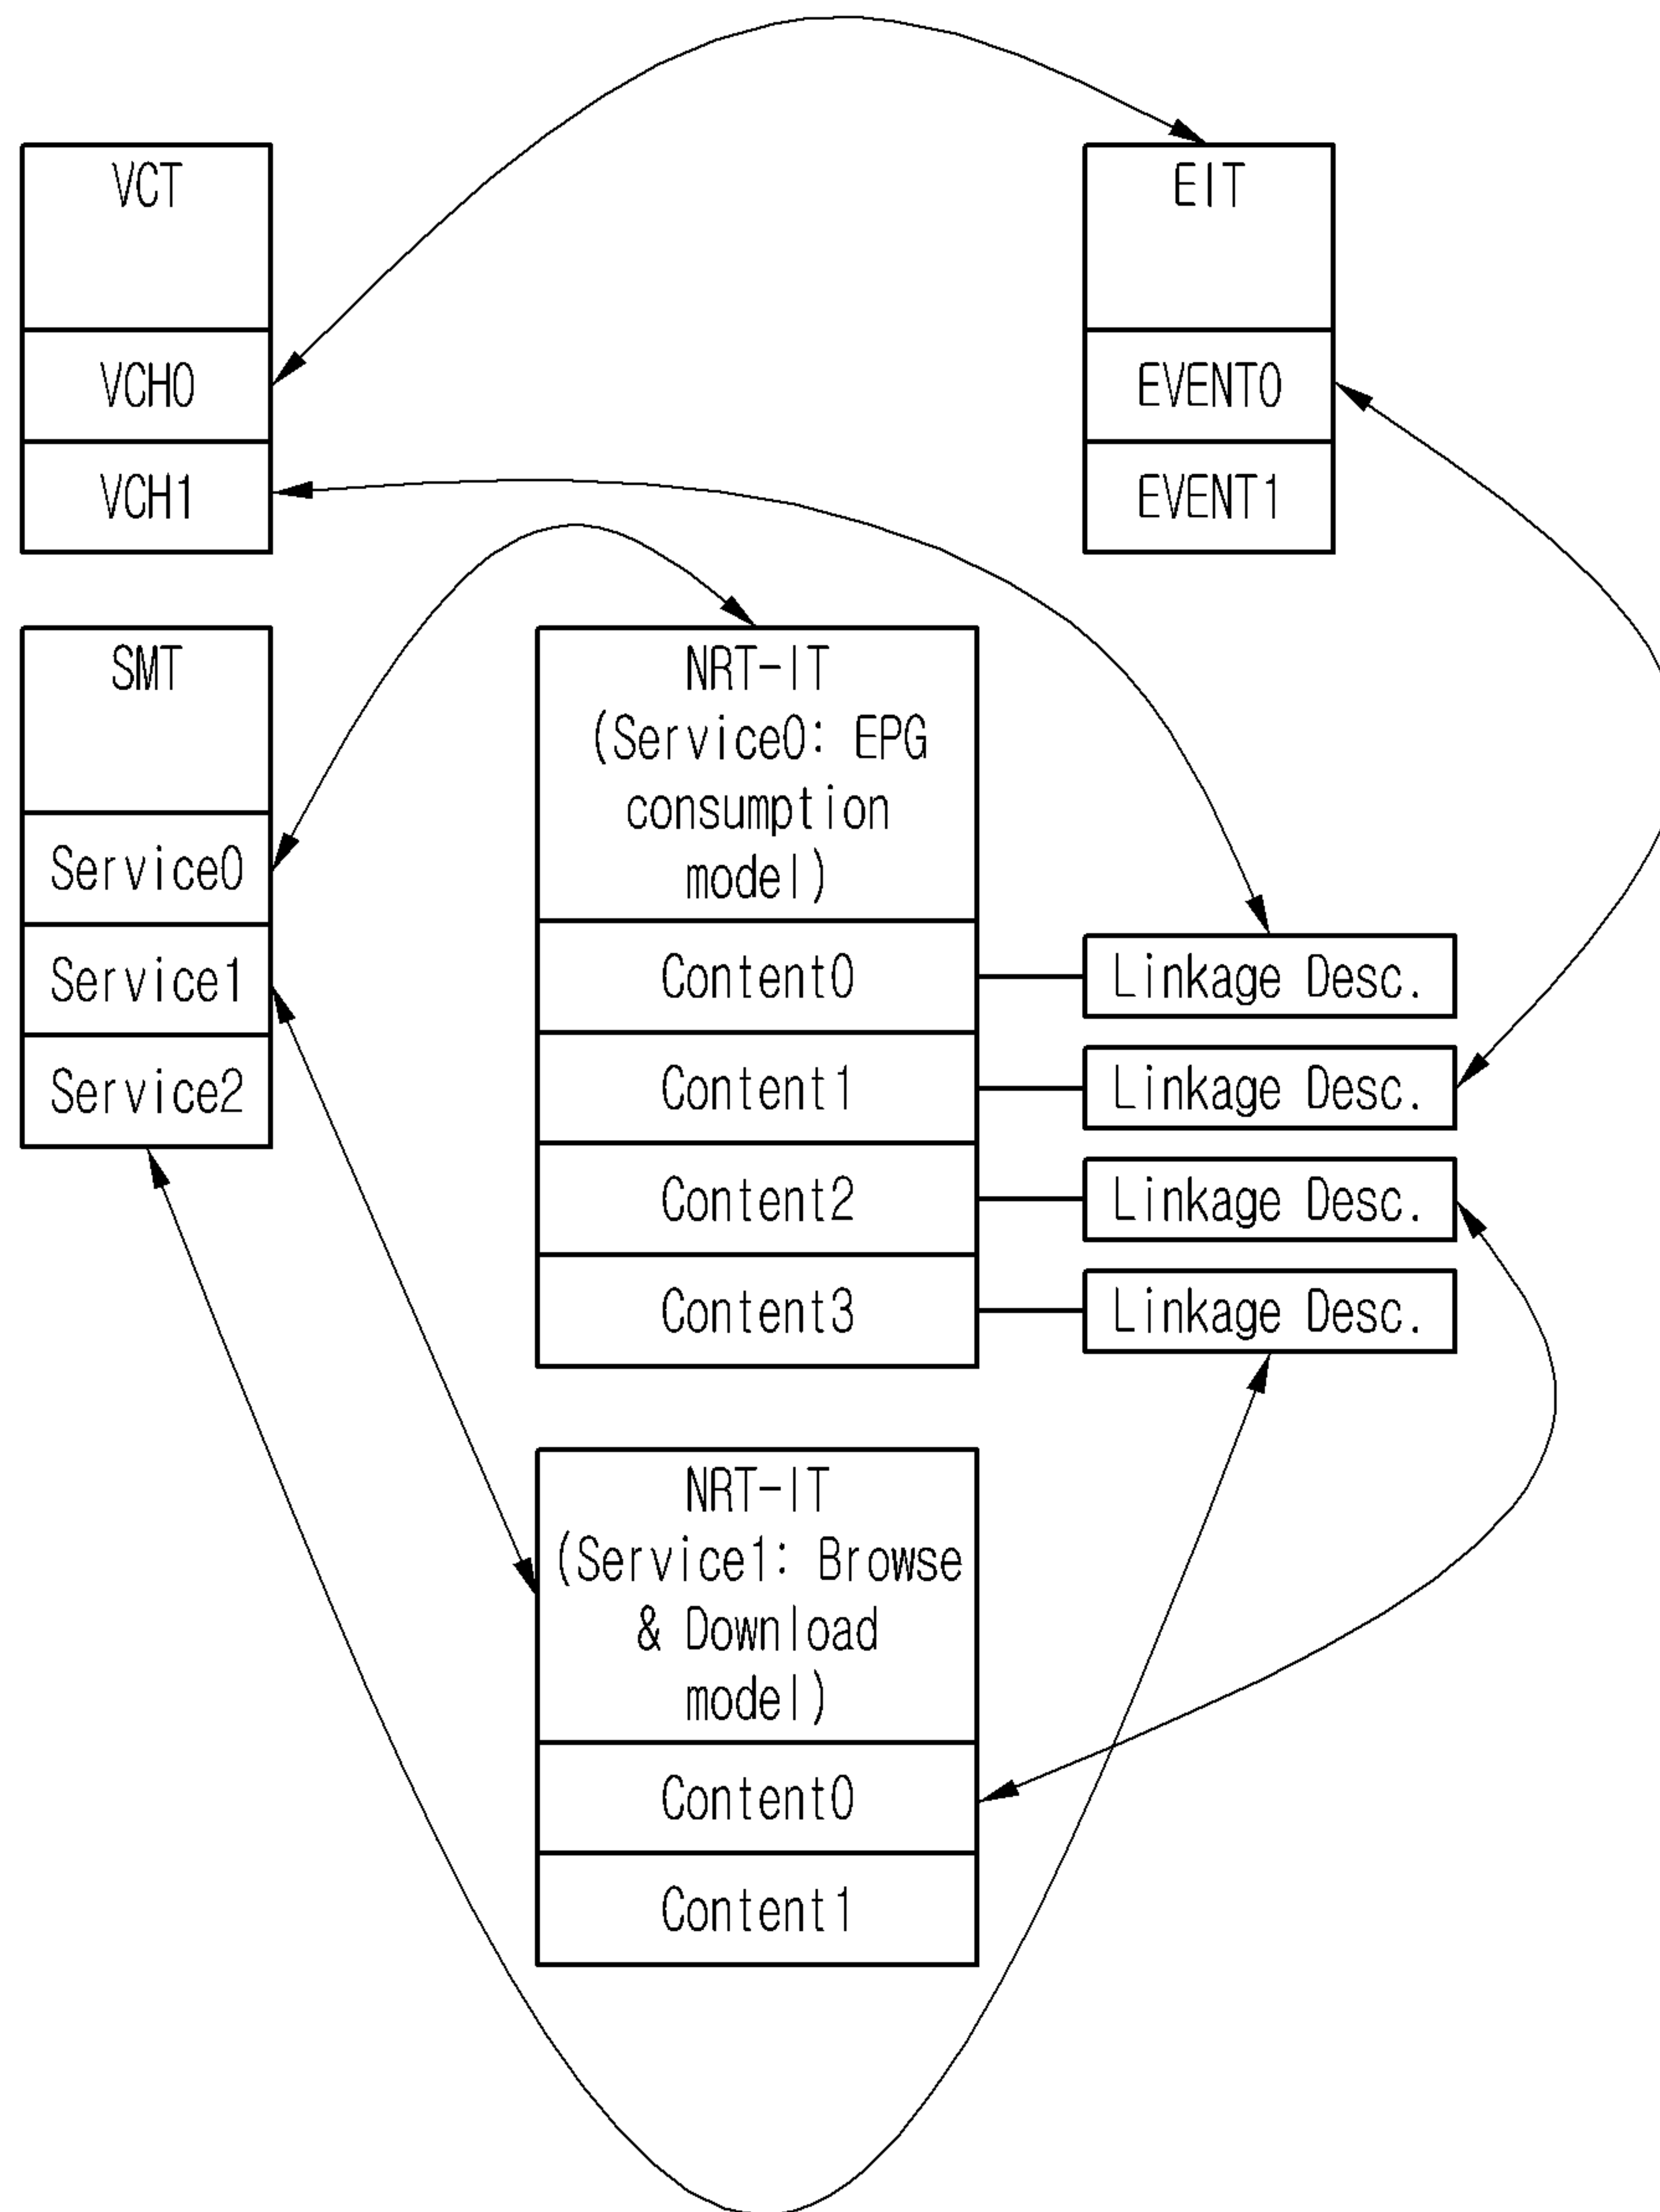 VCT
VCH0
VCH1
EIT
EVENT0
EVENT1
SMT
Service0
Service1
Service2
NRT-IT
(Service0: EPG
consumption
model)
Content0
Linkage Desc.
Content1
Linkage Desc.
Content2
Linkage Desc.
Content3
Linkage Desc.
NRT-IT
(Service1: Browse
& Download
model)
Content0
Content1